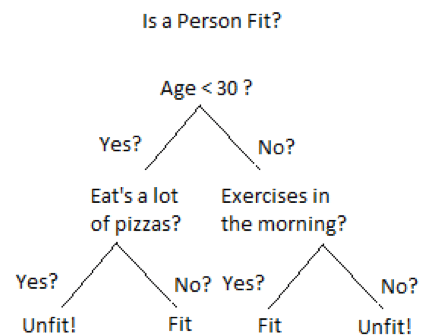 Is a Person Fit?
Age < 30 ?
Yes?
No?
Eat's a lot
of pizzas?
Exercises in
the morning?
Yes?
No?
Yes?
No?
Unfit!
Fit
Fit
Unfit!